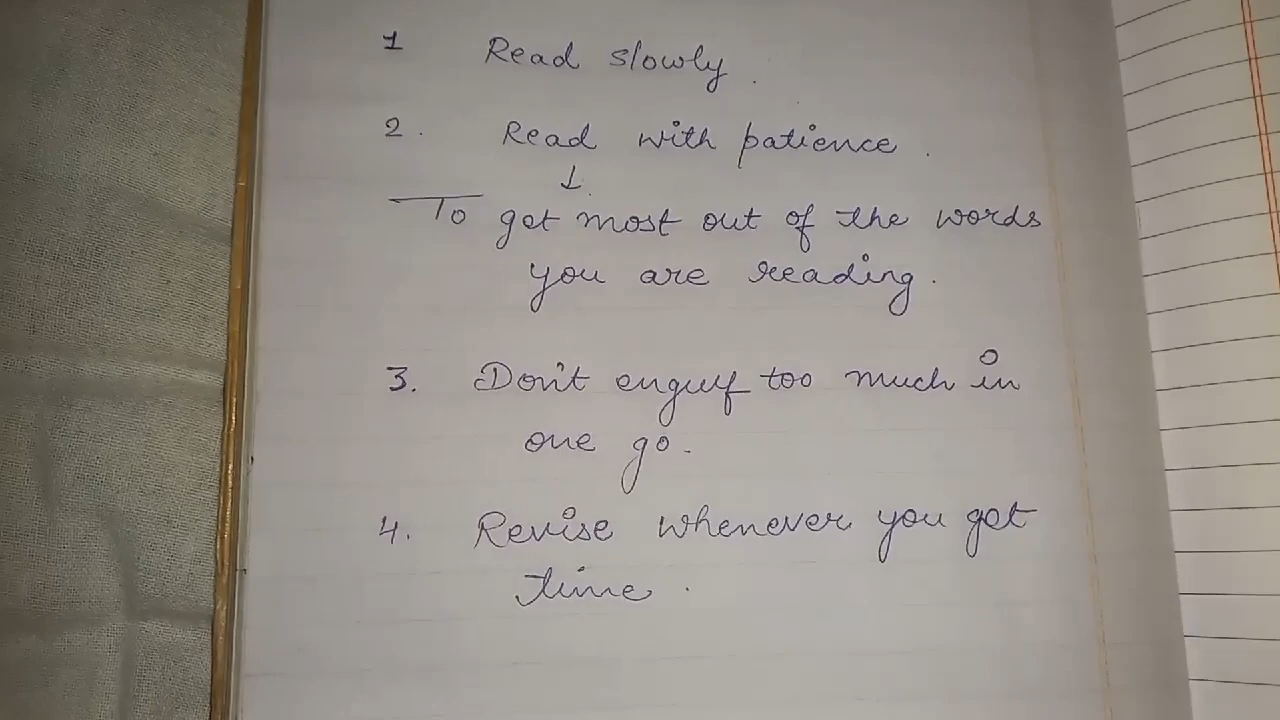 1 Read slowly.
2. Read with patience.
↓
To get most out of the words
you are reading.
3. Don't enguf too much in
one go.
4. Revise whenever you get
time.